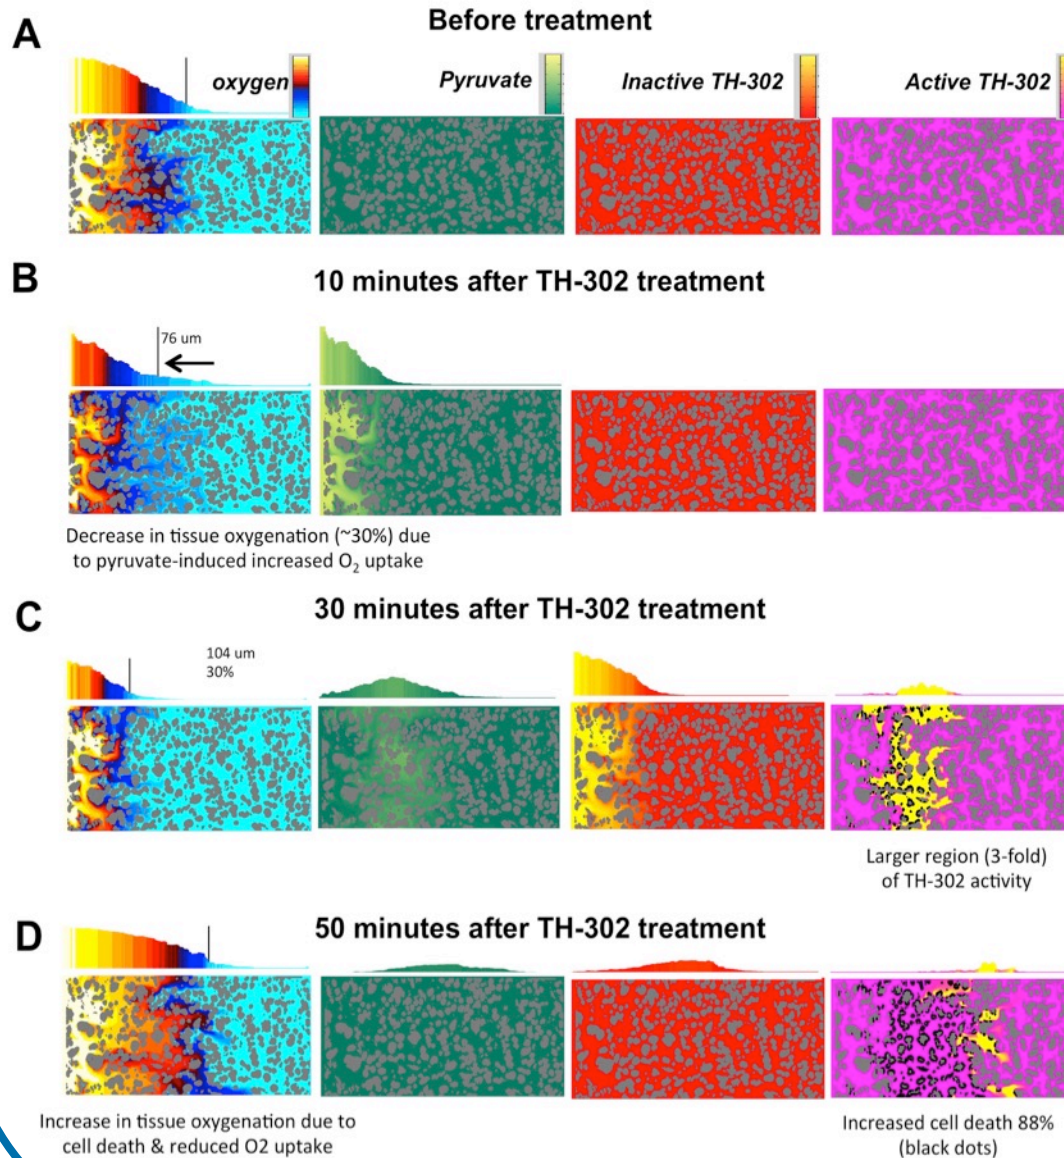 A
Before treatment
oxygen
Pyruvate
Inactive TH-302
Active TH-302
B
10 minutes after TH-302 treatment
76 um
Decrease in tissue oxygenation (~30%) due
to pyruvate-induced increased O₂ uptake
C
30 minutes after TH-302 treatment
104 um
30%
Larger region (3-fold)
of TH-302 activity
D
50 minutes after TH-302 treatment
Increase in tissue oxygenation due to
cell death & reduced O2 uptake
Increased cell death 88%
(black dots)